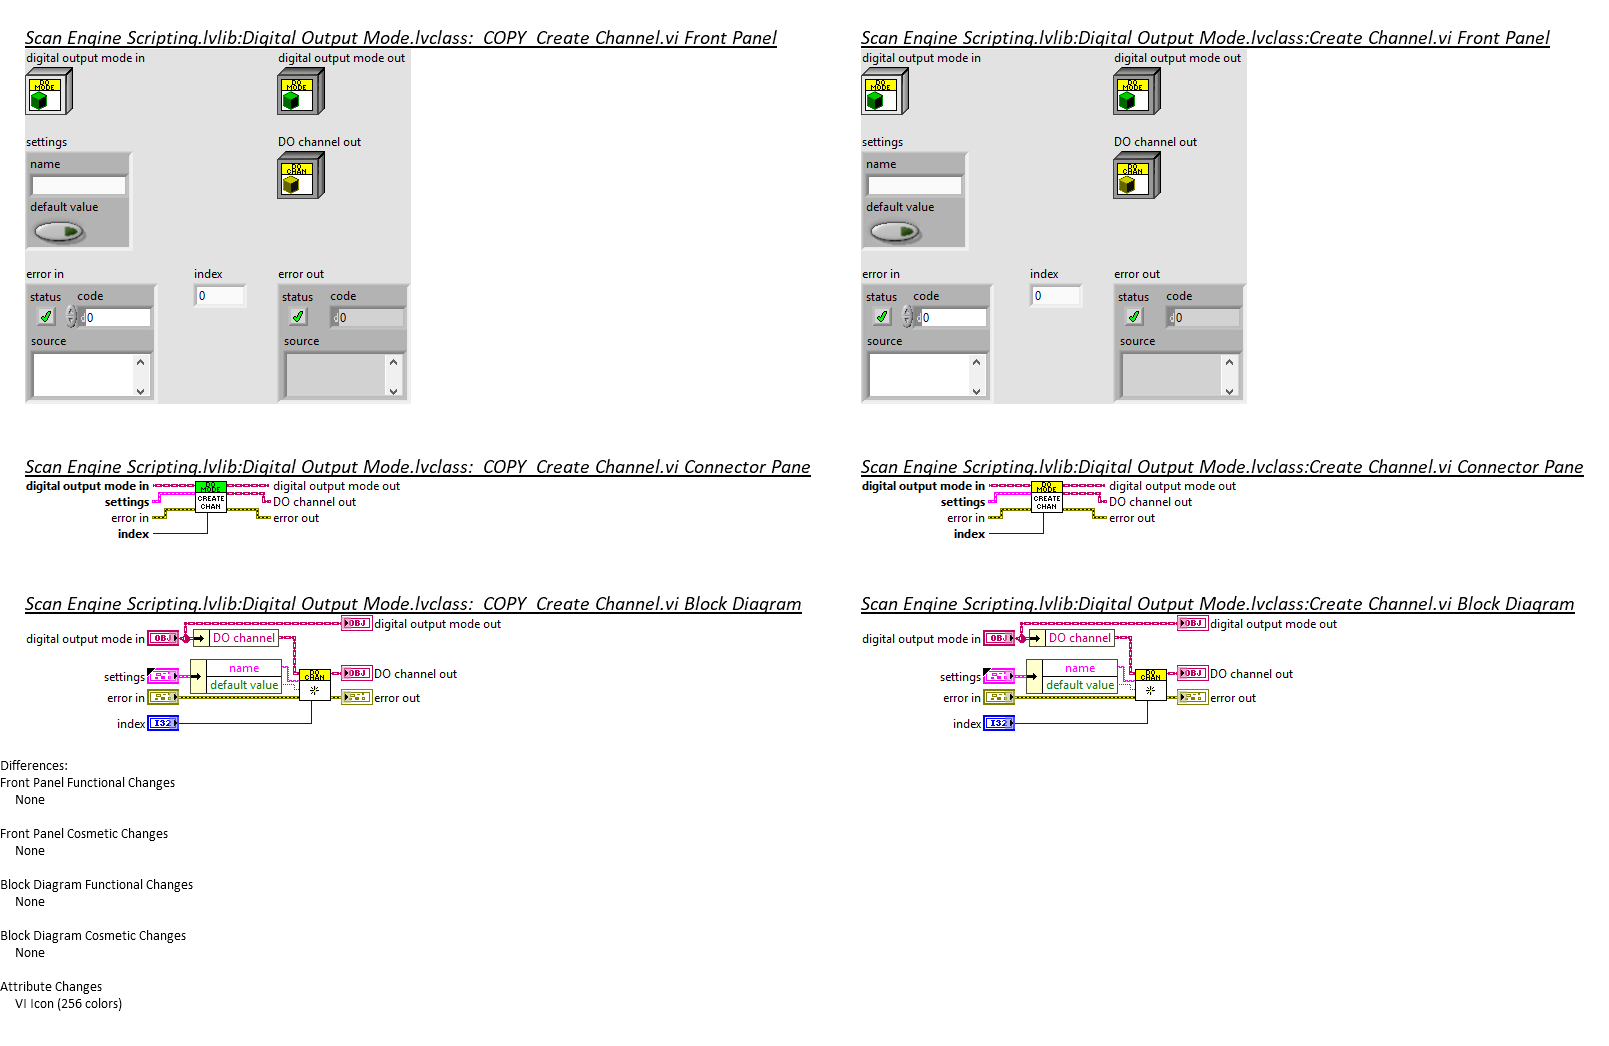 Scan Engine Scripting.lvlib:Digital Output Mode.lvclass:_COPY_Create Channel.vi Front Panel
digital output mode in
digital output mode out
DO MODE
DO MODE
settings
DO channel out
name
DO CHAN
default value
error in
index
error out
status
code
0
status
code
0
d0
source
source
Scan Engine Scripting.lvlib:Digital Output Mode.lvclass:Create Channel.vi Front Panel
digital output mode in
digital output mode out
DO MODE
DO MODE
settings
DO channel out
name
DO CHAN
default value
error in
index
error out
status
code
d0
0
status
code
d0
source
source
Scan Engine Scripting.lvlib:Digital Output Mode.lvclass:_COPY_Create Channel.vi Connector Pane
digital output mode in
DO MODE
digital output mode out
settings
CREATE CHAN
DO channel out
error in
error out
index
Scan Engine Scripting.lvlib:Digital Output Mode.lvclass:Create Channel.vi Connector Pane
digital output mode in
DO MODE
digital output mode out
settings
CREATE CHAN
DO channel out
error in
error out
index
Scan Engine Scripting.lvlib:Digital Output Mode.lvclass:_COPY_Create Channel.vi Block Diagram
OBJ
digital output mode out
digital output mode in
OBJ
DO channel
settings
name
default value
DO CHAN
OBJ
DO channel out
error in
error out
index
I32
Scan Engine Scripting.lvlib:Digital Output Mode.lvclass:Create Channel.vi Block Diagram
OBJ
digital output mode out
digital output mode in
OBJ
DO channel
settings
name
default value
DO CHAN
OBJ
DO channel out
error in
error out
index
I32
Differences:
Front Panel Functional Changes
None
Front Panel Cosmetic Changes
None
Block Diagram Functional Changes
None
Block Diagram Cosmetic Changes
None
Attribute Changes
VI Icon (256 colors)